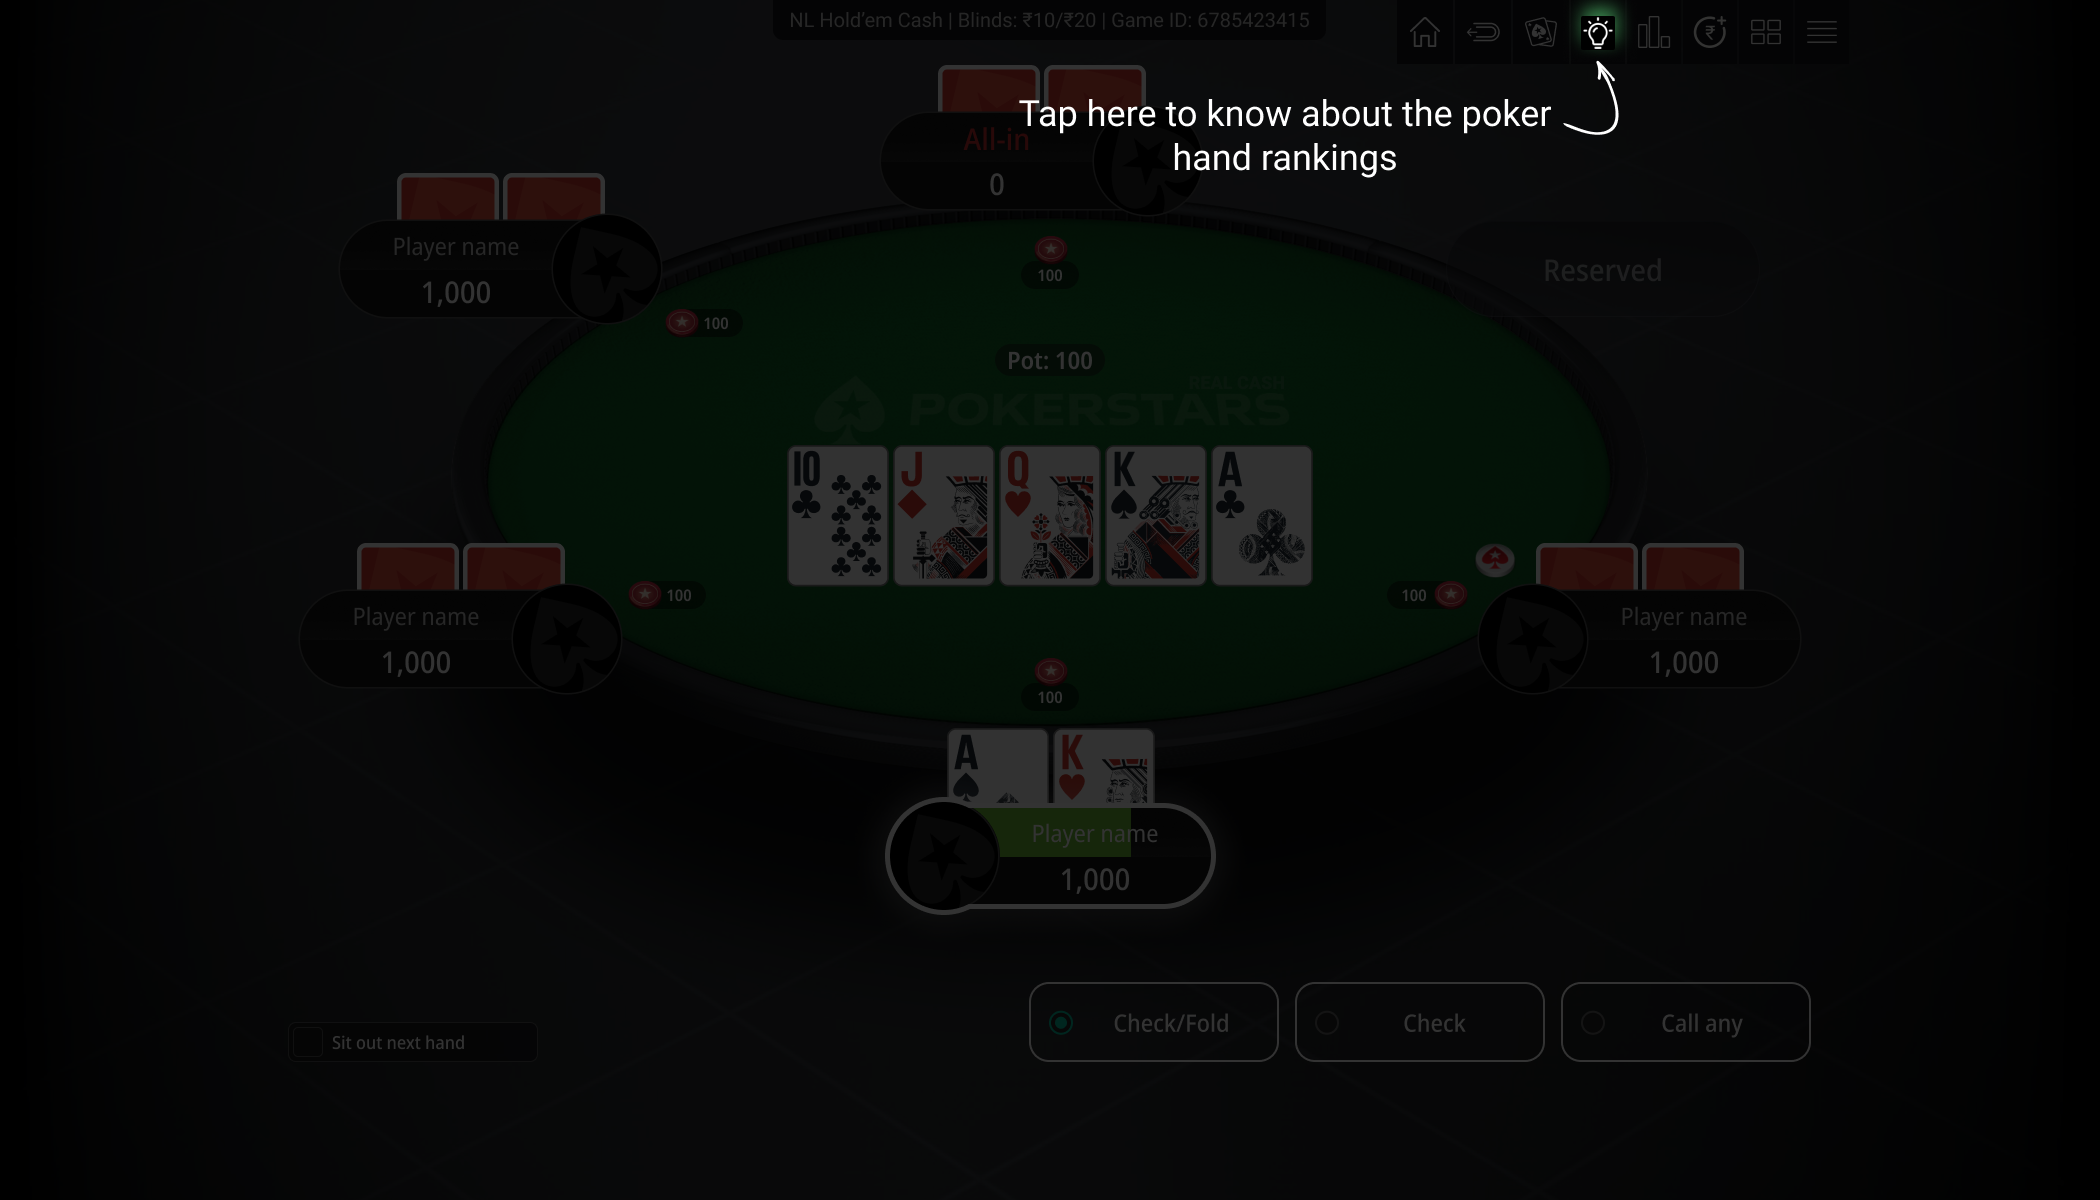 NL Hold'em Cash | Blinds: ₹10/₹20 | Game ID: 6785423415
Tap here to know about the poker
hand rankings
All-in
0
Player name
1,000
Reserved
100
100
Pot: 100
REAL CASH
POKERSTARS
10
J
Q
K
A
Player name
1,000
100
100
Player name
1,000
100
A
K
Player name
1,000
Check/Fold
Check
Call any
Sit out next hand